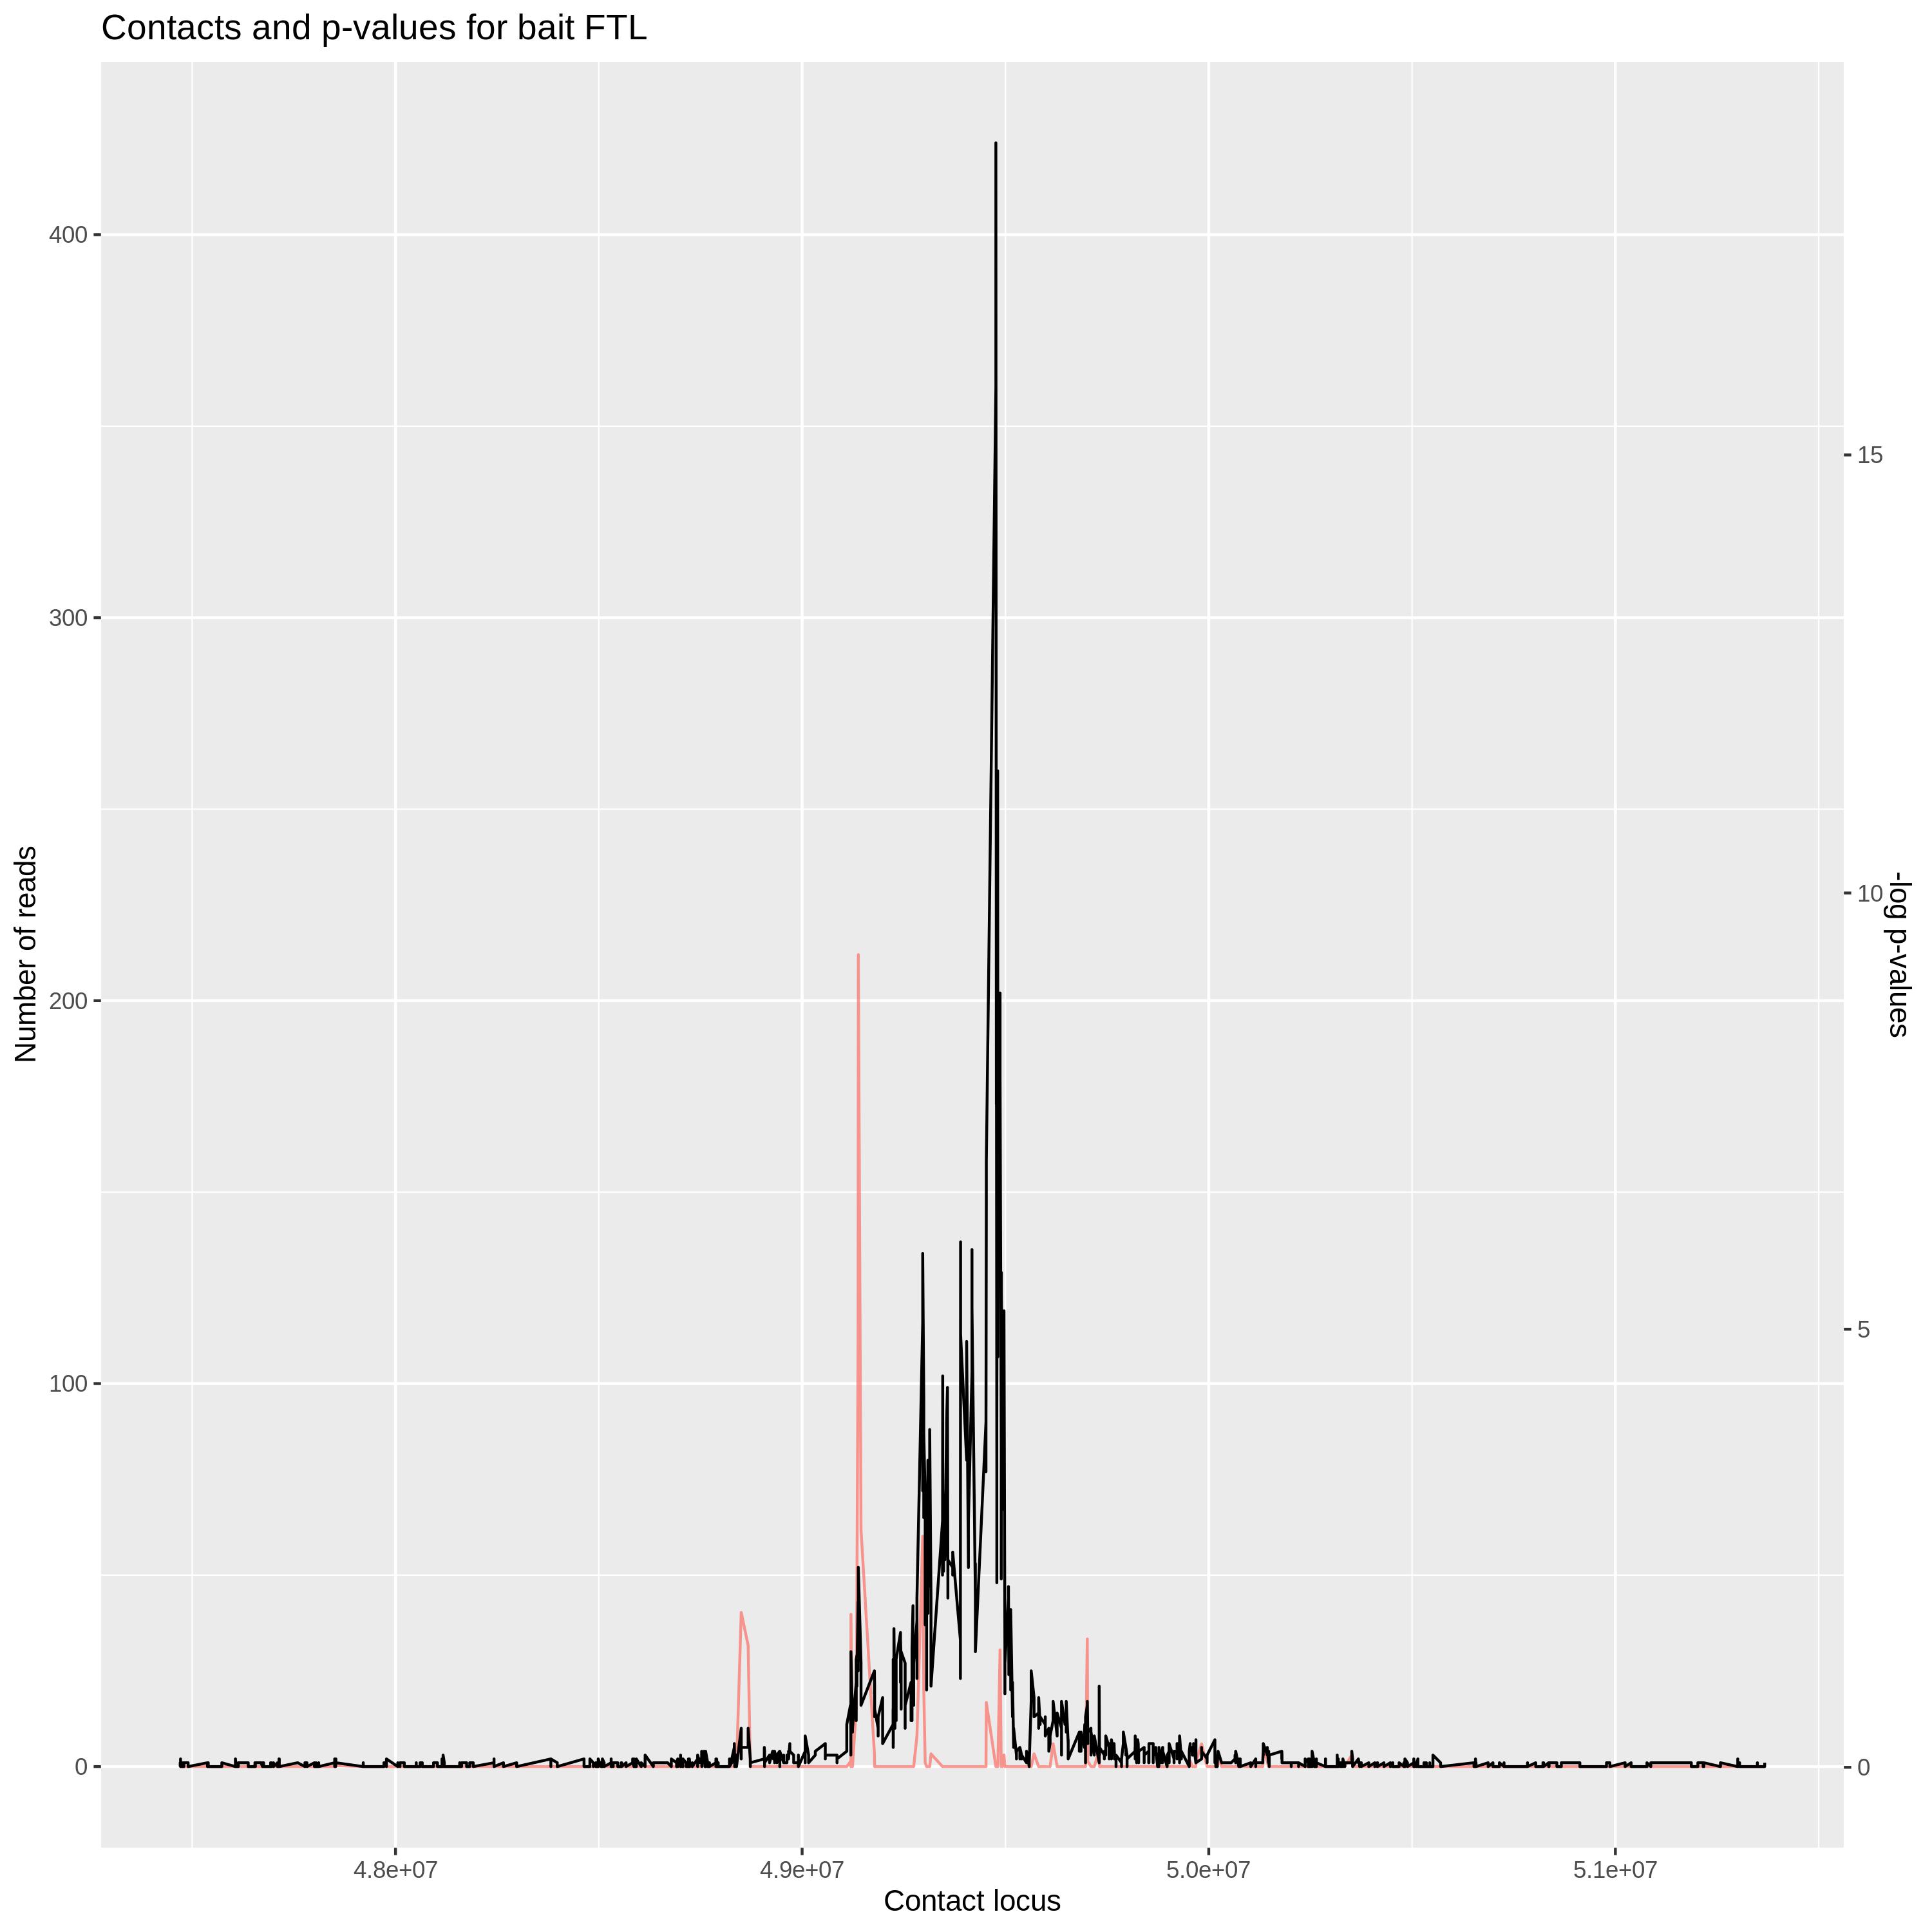 Contacts and p-values for bait FTL
400
300
200
100
0
Number of reads
15
10
5
0
-log p-values
4.8e+07
4.9e+07
5.0e+07
5.1e+07
Contact locus